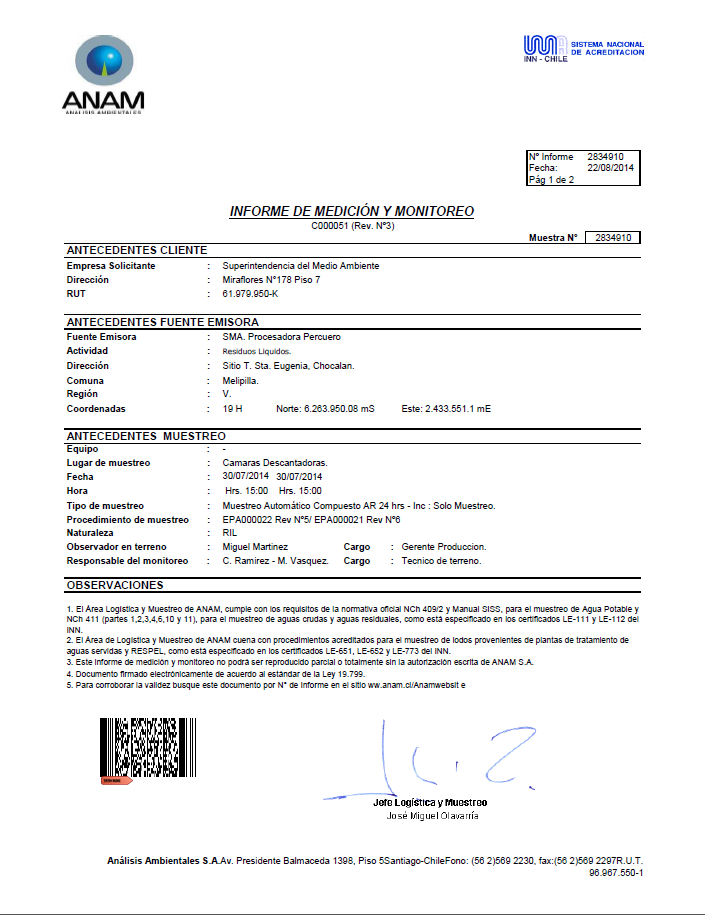 ANAM
ANALISIS AMBIENTALES
INN - CHILE
SISTEMA NACIONAL
DE ACREDITACION
Nº Informe 2834910
Fecha: 22/08/2014
Pág 1 de 2
INFORME DE MEDICIÓN Y MONITOREO
C000051 (Rev. Nº3)
Muestra Nº 2834910
ANTECEDENTES CLIENTE
Empresa Solicitante : Superintendencia del Medio Ambiente
Dirección : Miraflores N°178 Piso 7
RUT : 61.979.950-K
ANTECEDENTES FUENTE EMISORA
Fuente Emisora : SMA. Procesadora Percuero
Actividad : Residuos Liquidos.
Dirección : Sitio T. Sta. Eugenia, Chocalan.
Comuna : Melipilla.
Región : V.
Coordenadas : 19 H Norte: 6.263.950.08 mS Este: 2.433.551.1 mE
ANTECEDENTES MUESTREO
Equipo : -
Lugar de muestreo : Camaras Descantadoras.
Fecha : 30/07/2014 30/07/2014
Hora : Hrs. 15:00 Hrs. 15:00
Tipo de muestreo : Muestreo Automático Compuesto AR 24 hrs - Inc : Solo Muestreo.
Procedimiento de muestreo : EPA000022 Rev Nº5/ EPA000021 Rev Nº6
Naturaleza : RIL
Observador en terreno : Miguel Martinez Cargo : Gerente Produccion.
Responsable del monitoreo : C. Ramirez - M. Vasquez. Cargo : Tecnico de terreno.
OBSERVACIONES
1. El Área Logística y Muestreo de ANAM, cumple con los requisitos de la normativa oficial NCh 409/2 y Manual SISS, para el muestreo de Agua Potable y
NCh 411 (partes 1,2,3,4,6,10 y 11), para el muestreo de aguas crudas y aguas residuales, como está especificado en los certificados LE-111 y LE-112 del
INN.
2. El Área de Logística y Muestreo de ANAM cuenta con procedimientos acreditados para el muestreo de lodos provenientes de plantas de tratamiento de
aguas servidas y RESPEL, como está especificado en los certificados LE-651, LE-652 y LE-773 del INN.
3. Este informe de medición y monitoreo no podrá ser reproducido parcial o totalmente sin la autorización escrita de ANAM S.A.
4. Documento firmado electrónicamente de acuerdo al estándar de la Ley 19.799.
5. Para corroborar la validez busque este documento por N° de Informe en el sitio ww.anam.cl/Anamwebsit e
Jefe Logística y Muestreo
José Miguel Olavarría
Análisis Ambientales S.A.Av. Presidente Balmaceda 1398, Piso 5Santiago-ChileFono: (56 2)569 2230, fax:(56 2)569 2297R.U.T.
96.967.550-1